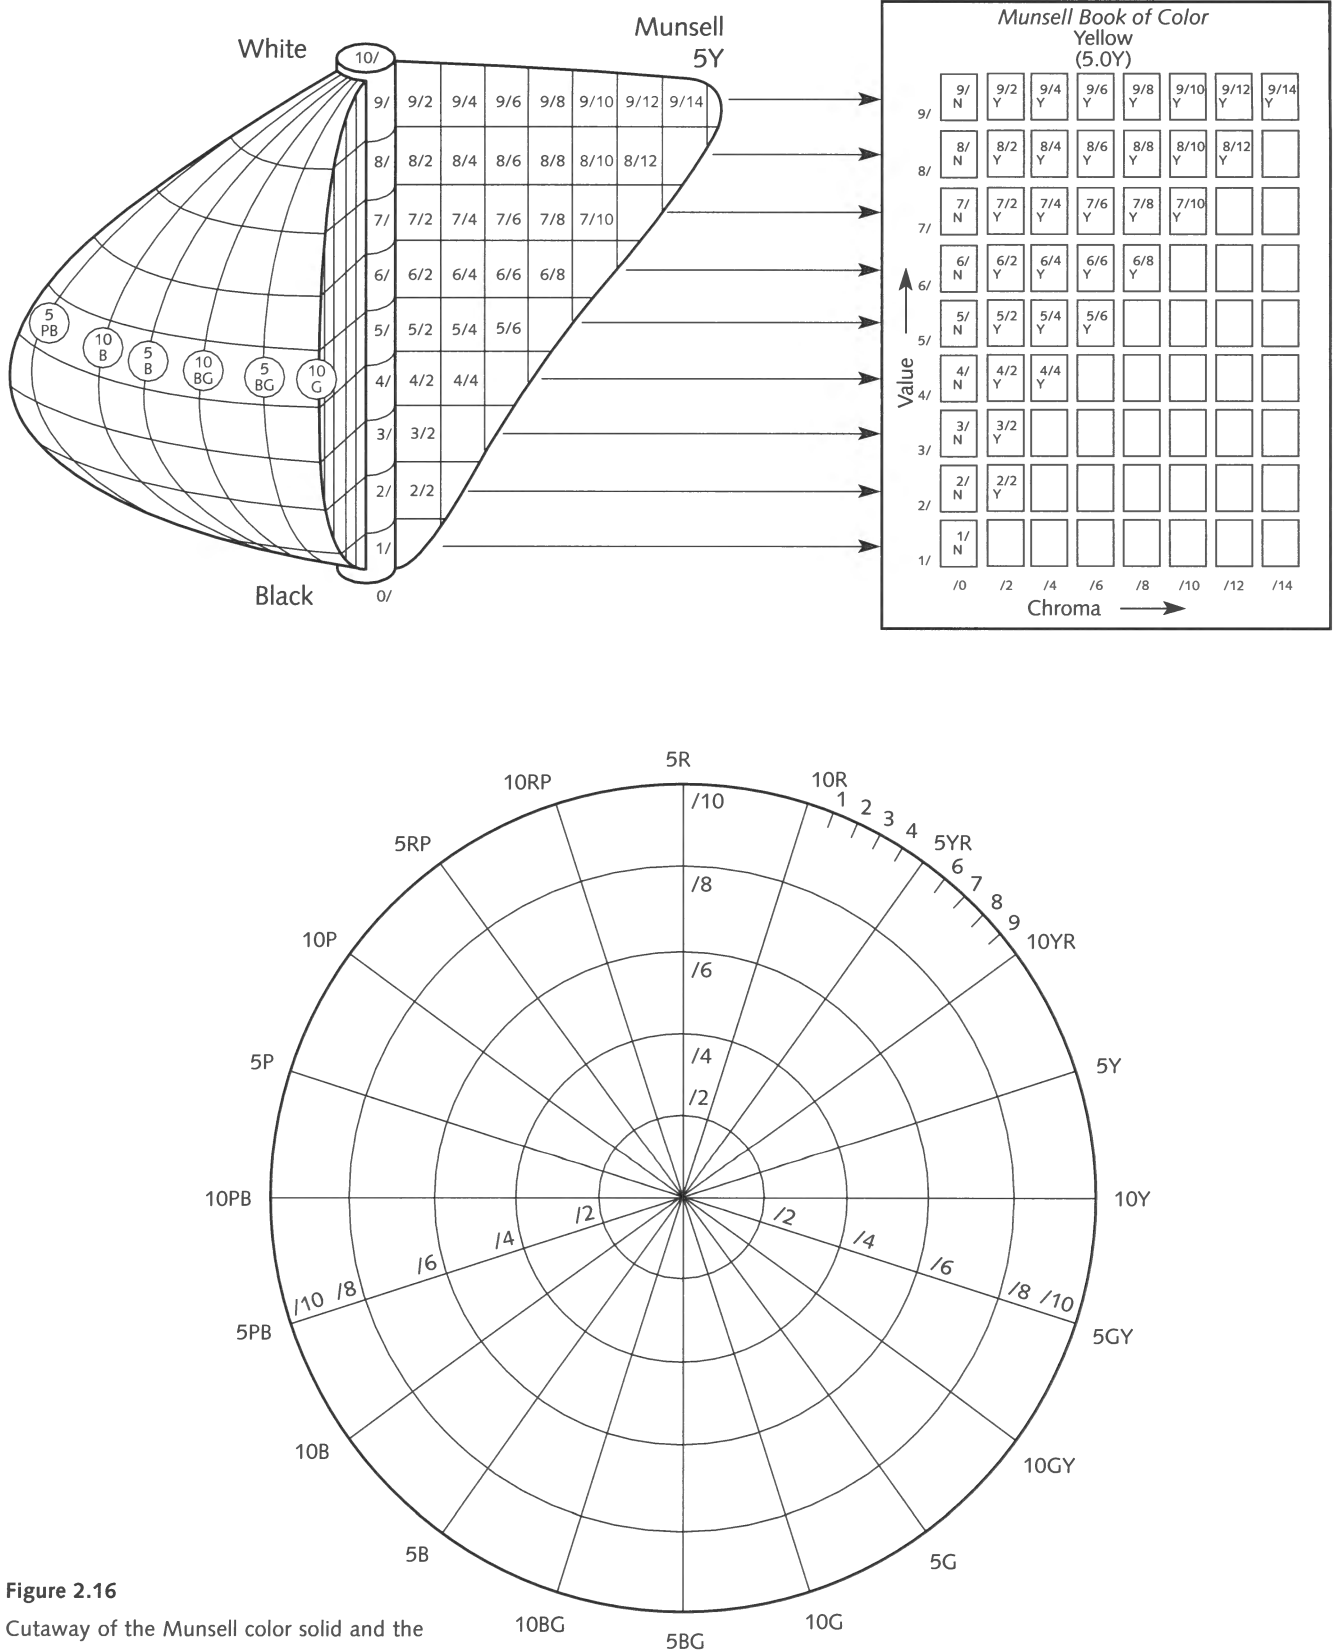 White
10/
Munsell
5Y
9/ 9/2 9/4 9/6 9/8 9/10 9/12 9/14
8/ 8/2 8/4 8/6 8/8 8/10 8/12
7/ 7/2 7/4 7/6 7/8 7/10
6/ 6/2 6/4 6/6 6/8
5/ 5/2 5/4 5/6
4/ 4/2 4/4
3/ 3/2
2/ 2/2
1/
0/
Black
5
PB
10
B
5
B
10
BG
5
BG
10
G
Munsell Book of Color
Yellow
(5.0Y)
9/ 9/2 9/4 9/6 9/8 9/10 9/12 9/14
N Y Y Y Y Y Y Y
9/
8/ 8/2 8/4 8/6 8/8 8/10 8/12
N Y Y Y Y Y Y
8/
7/ 7/2 7/4 7/6 7/8 7/10
N Y Y Y Y Y
7/
6/ 6/2 6/4 6/6 6/8
N Y Y Y Y
6/
5/ 5/2 5/4 5/6
N Y Y Y
5/
4/ 4/2 4/4
N Y Y
4/
3/ 3/2
N Y
3/
2/ 2/2
N Y
2/
1/
N
1/
Value
/0 /2 /4 /6 /8 /10 /12 /14
Chroma
5R
10RP
10R
1 2 3 4
5RP
5YR
6 7 8 9
10P
10YR
5P
5Y
10PB
10Y
/10
/8
/6
/4
/2
/2
/4
/6
/8
/10
/2
/4
/6
/8
/10
5PB
5GY
10B
10GY
5B
5G
10BG
10G
5BG
Figure 2.16
Cutaway of the Munsell color solid and the